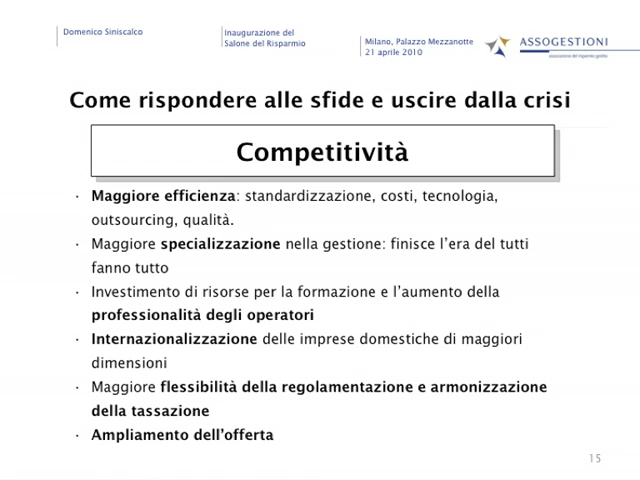 Domenico Siniscalco
Inaugurazione del
Salone del Risparmio
Milano, Palazzo Mezzanotte
21 aprile 2010
ASSOGESTIONI
associazione del risparmio gestito
Come rispondere alle sfide e uscire dalla crisi
Competitività
· Maggiore efficienza: standardizzazione, costi, tecnologia,
outsourcing, qualità.
· Maggiore specializzazione nella gestione: finisce l'era del tutti
fanno tutto
· Investimento di risorse per la formazione e l'aumento della
professionalità degli operatori
· Internazionalizzazione delle imprese domestiche di maggiori
dimensioni
· Maggiore flessibilità della regolamentazione e armonizzazione
della tassazione
· Ampliamento dell'offerta
15